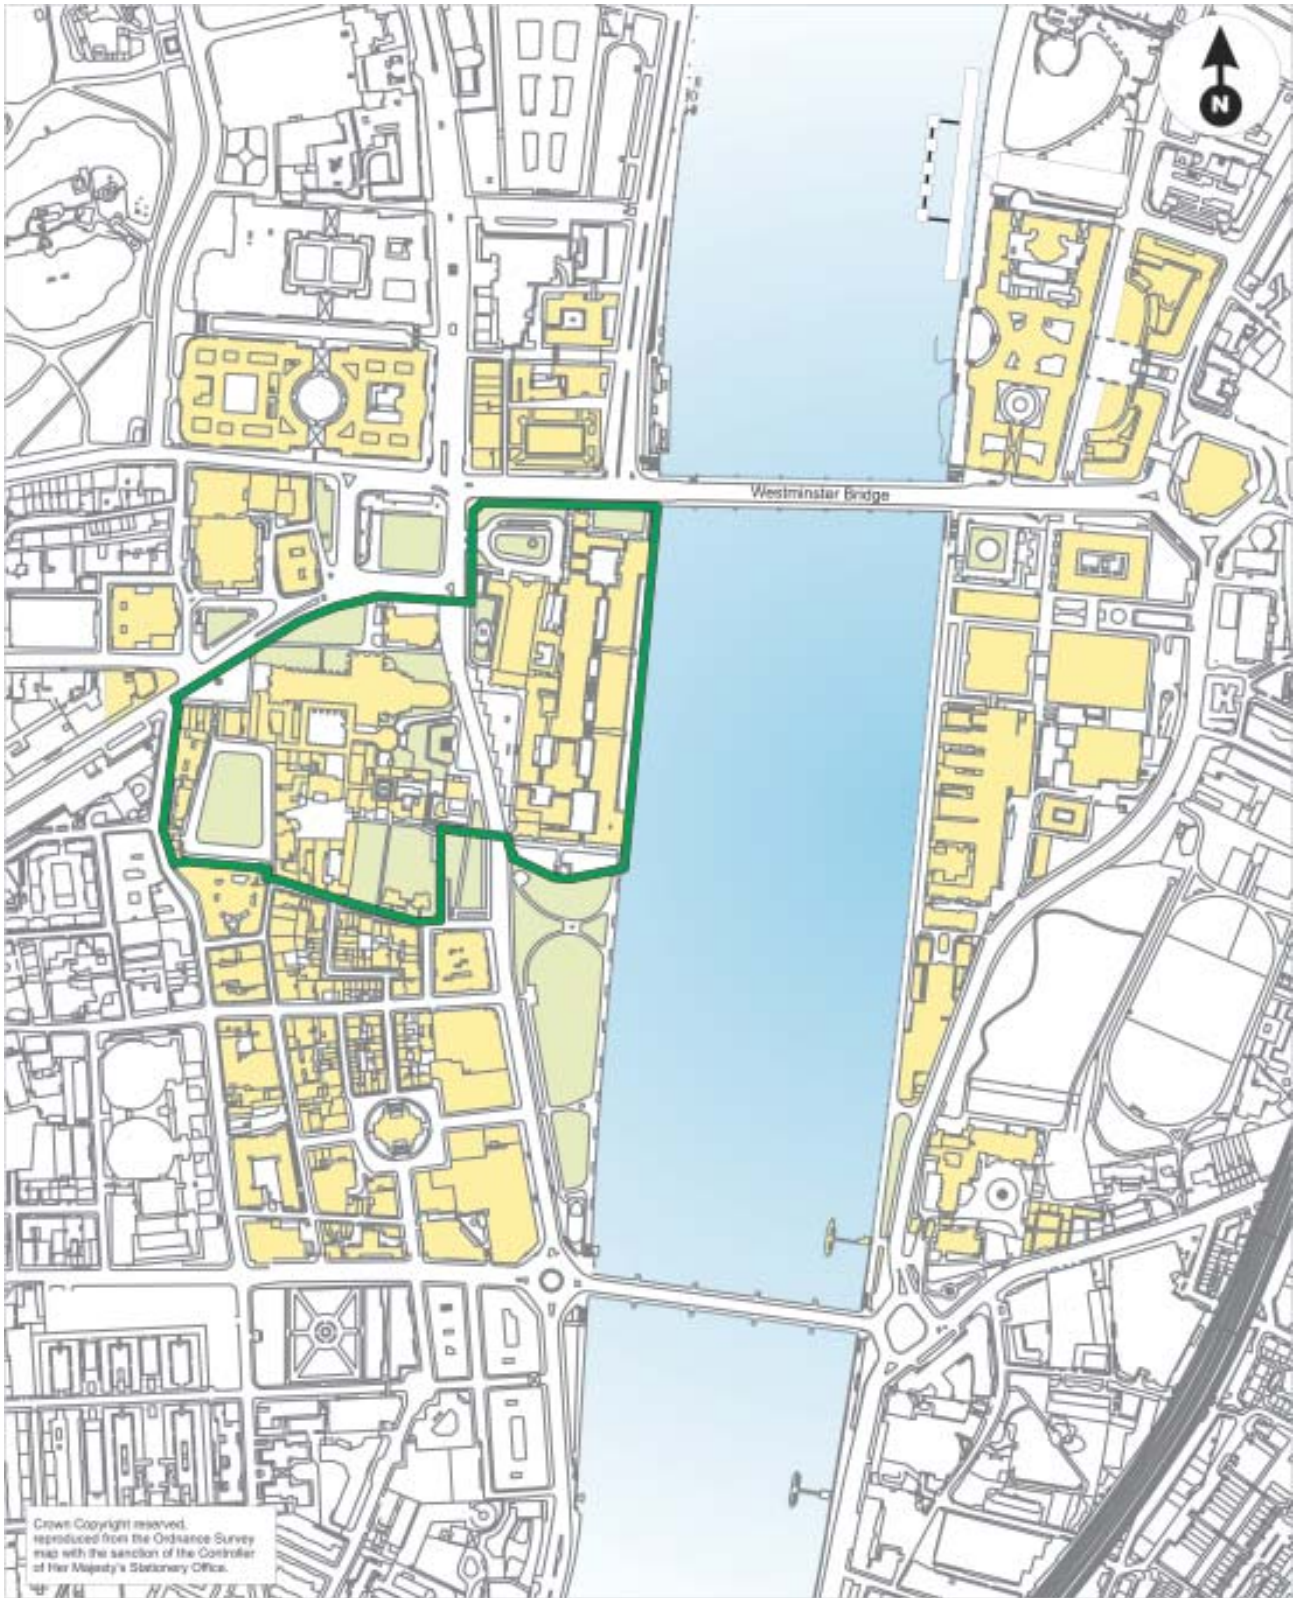 N
Westminster Bridge
Crown Copyright reserved,
reproduced from the Ordnance Survey
map with the sanction of the Controller
of Her Majesty's Stationery Office.